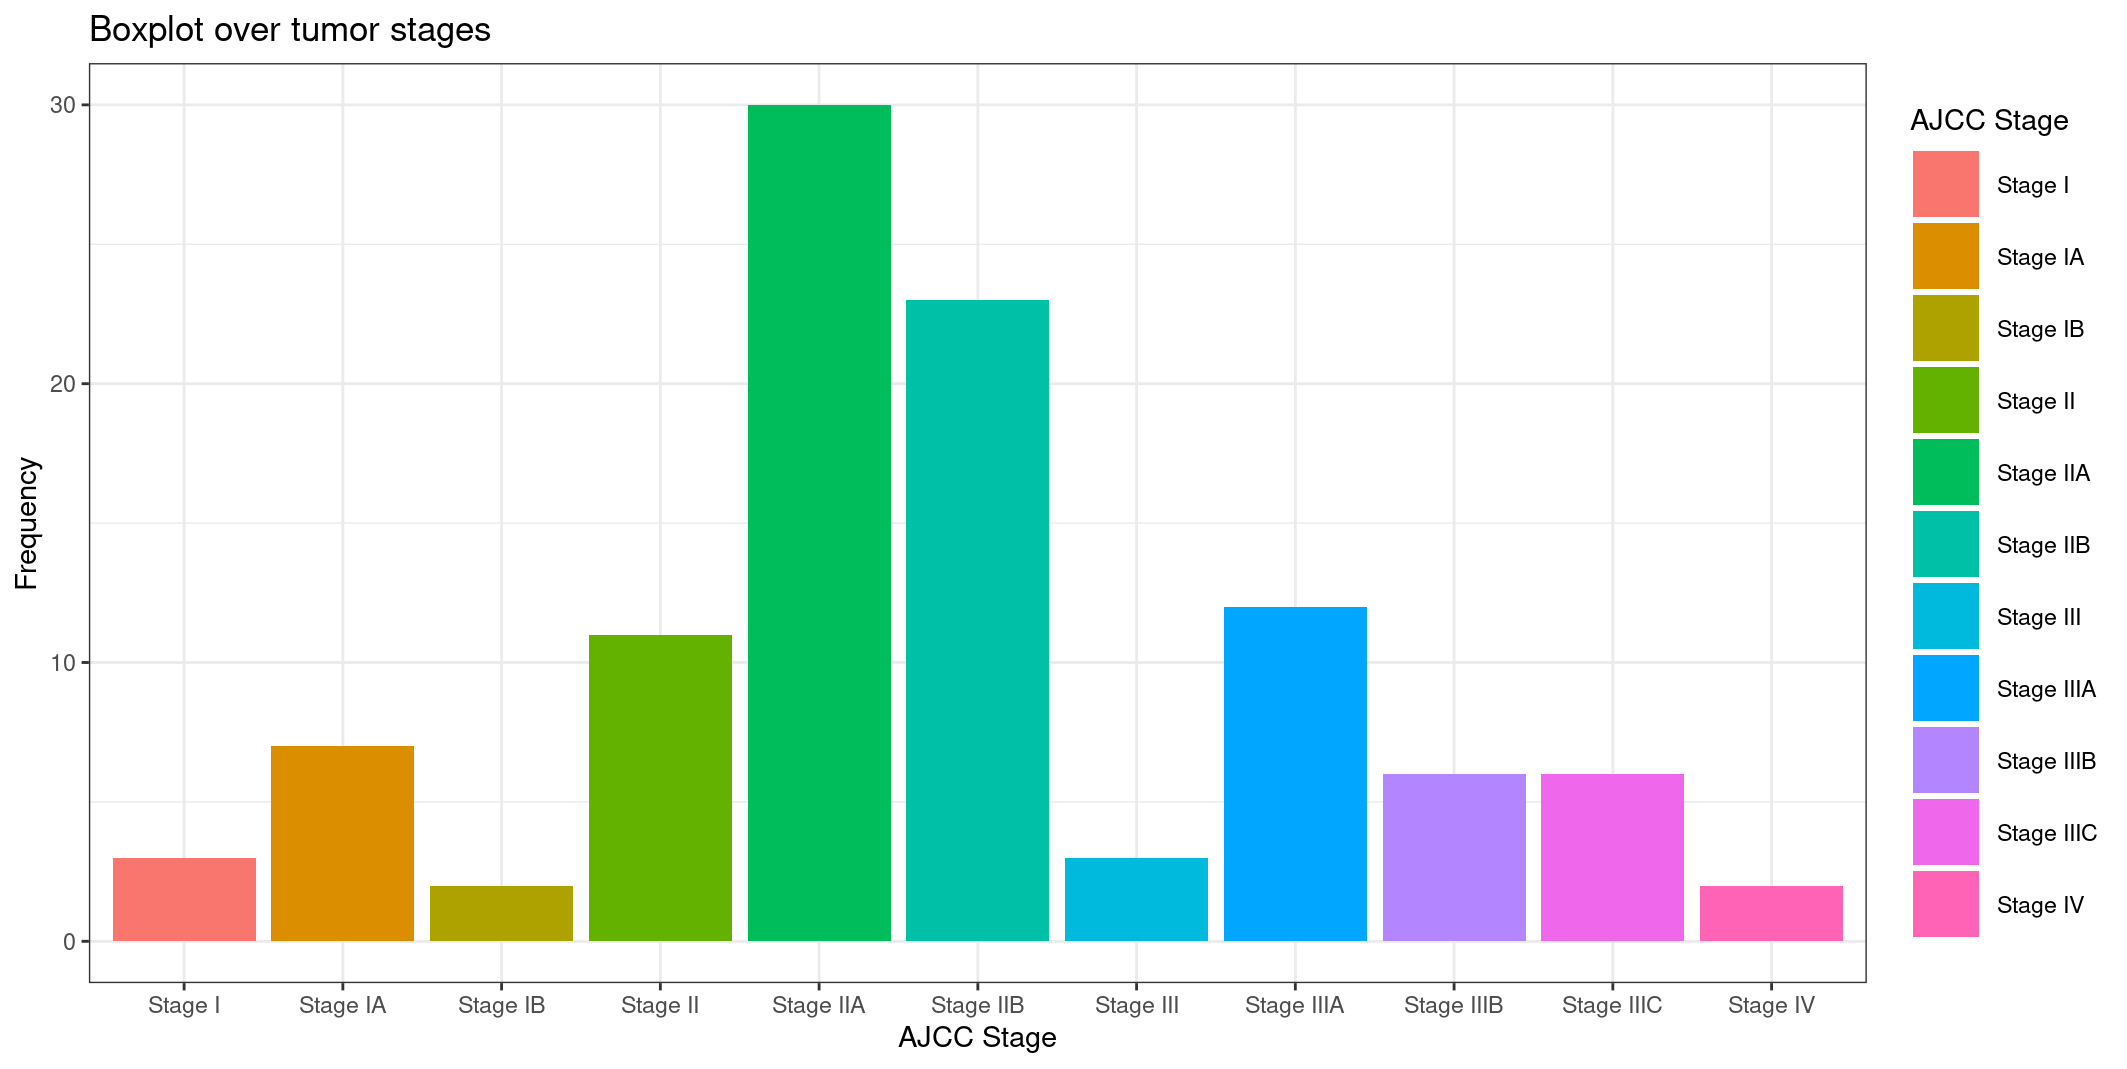 Boxplot over tumor stages
30
20
10
0
Frequency
Stage I
Stage IA
Stage IB
Stage II
Stage IIA
Stage IIB
Stage III
Stage IIIA
Stage IIIB
Stage IIIC
Stage IV
AJCC Stage
AJCC Stage
Stage I
Stage IA
Stage IB
Stage II
Stage IIA
Stage IIB
Stage III
Stage IIIA
Stage IIIB
Stage IIIC
Stage IV